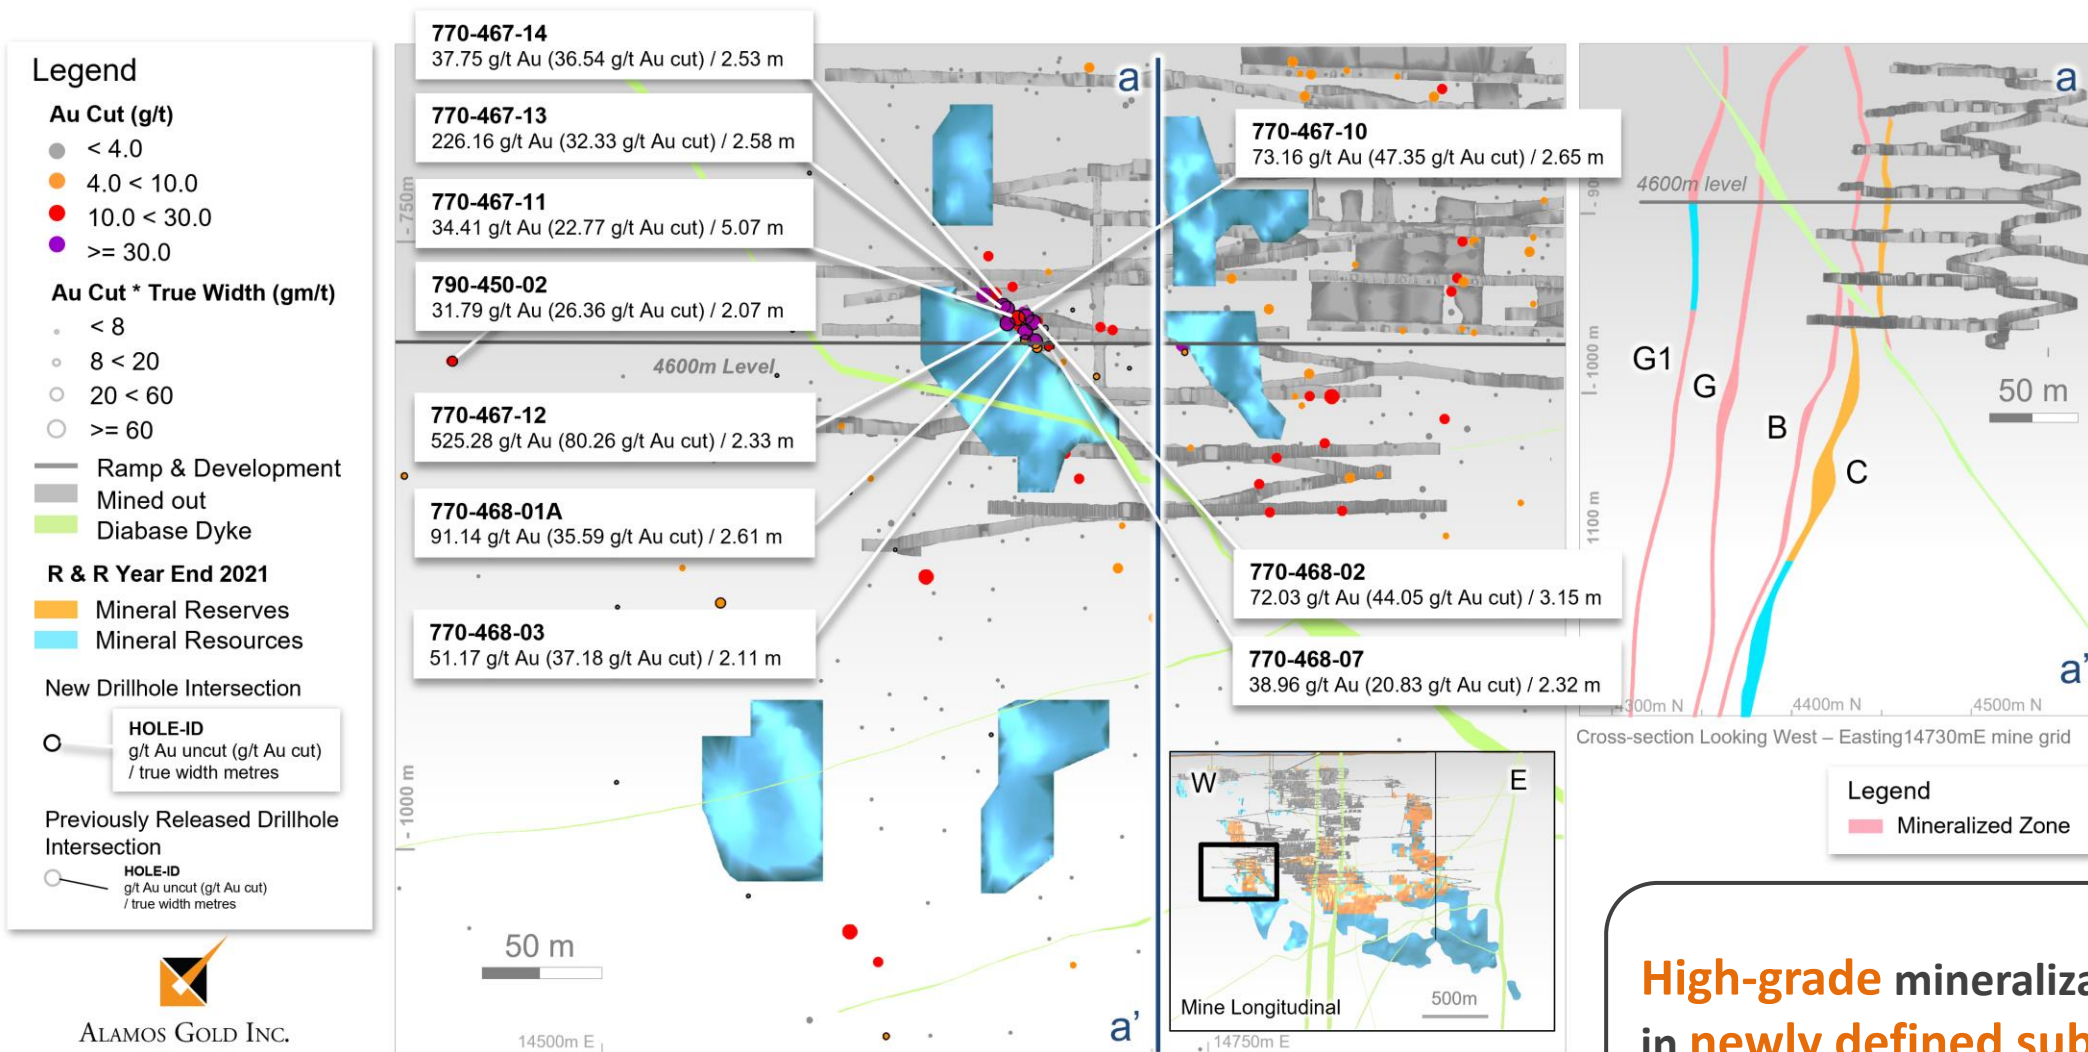 Legend
Au Cut (g/t)
< 4.0
4.0 < 10.0
10.0 < 30.0
>= 30.0
Au Cut * True Width (gm/t)
< 8
8 < 20
20 < 60
>= 60
Ramp & Development
Mined out
Diabase Dyke
R & R Year End 2021
Mineral Reserves
Mineral Resources
New Drillhole Intersection
HOLE-ID
g/t Au uncut (g/t Au cut)
/ true width metres
Previously Released Drillhole
Intersection
HOLE-ID
g/t Au uncut (g/t Au cut)
/ true width metres
ALAMOS GOLD INC.
770-467-14
37.75 g/t Au (36.54 g/t Au cut) / 2.53 m
770-467-13
226.16 g/t Au (32.33 g/t Au cut) / 2.58 m
770-467-11
34.41 g/t Au (22.77 g/t Au cut) / 5.07 m
790-450-02
31.79 g/t Au (26.36 g/t Au cut) / 2.07 m
770-467-12
525.28 g/t Au (80.26 g/t Au cut) / 2.33 m
770-468-01A
91.14 g/t Au (35.59 g/t Au cut) / 2.61 m
770-468-03
51.17 g/t Au (37.18 g/t Au cut) / 2.11 m
770-467-10
73.16 g/t Au (47.35 g/t Au cut) / 2.65 m
770-468-02
72.03 g/t Au (44.05 g/t Au cut) / 3.15 m
770-468-07
38.96 g/t Au (20.83 g/t Au cut) / 2.32 m
a
a'
- 750m
4600m Level
- 1000 m
50 m
14500m E
14750m E
W
E
Mine Longitudinal
500m
a
4600m level
- 1000 m
G1
G
B
C
50 m
1100 m
a'
4400m N
4500m N
Cross-section Looking West – Easting14730mE mine grid
Legend
Mineralized Zone
High-grade
in newly defined